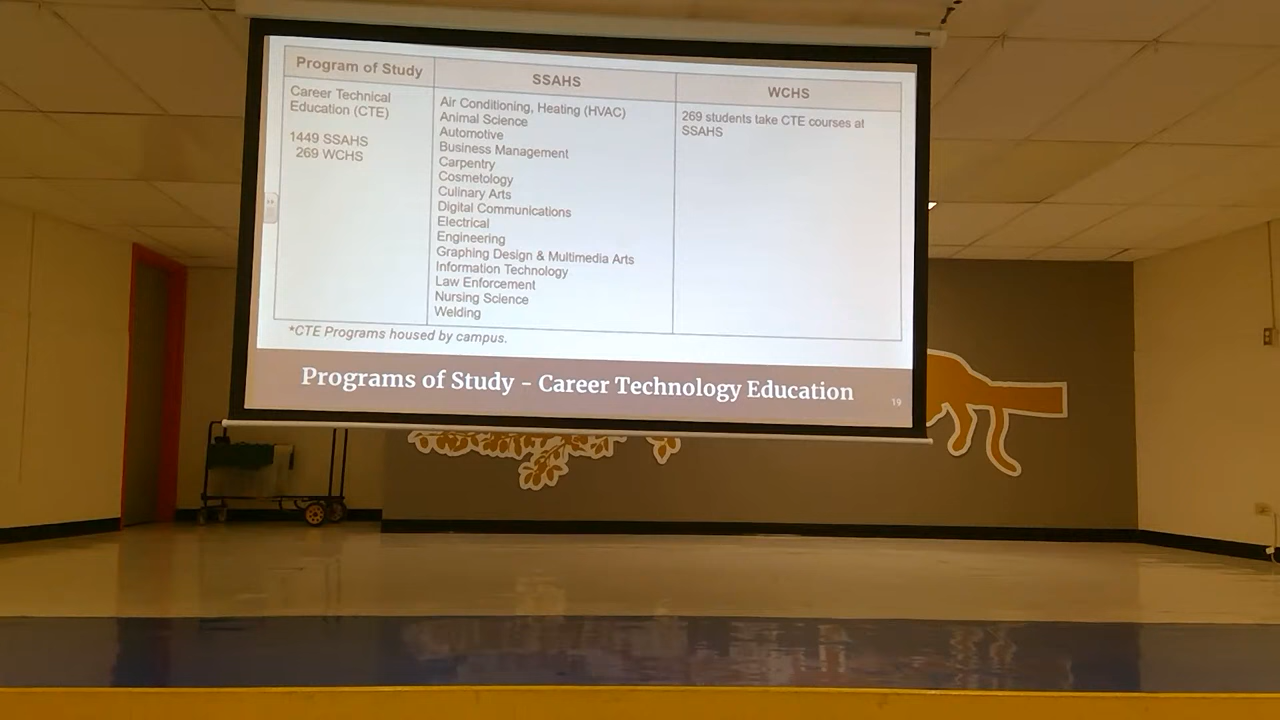 Program of Study
SSAHS
WCHS
Career Technical
Education (CTE)
1449 SSAHS
269 WCHS
Air Conditioning, Heating (HVAC)
Animal Science
Automotive
Business Management
Carpentry
Cosmetology
Culinary Arts
Digital Communications
Electrical
Engineering
Graphing Design & Multimedia Arts
Information Technology
Law Enforcement
Nursing Science
Welding
269 students take CTE courses at
SSAHS
*CTE Programs housed by campus.
Programs of Study - Career Technology Education
19